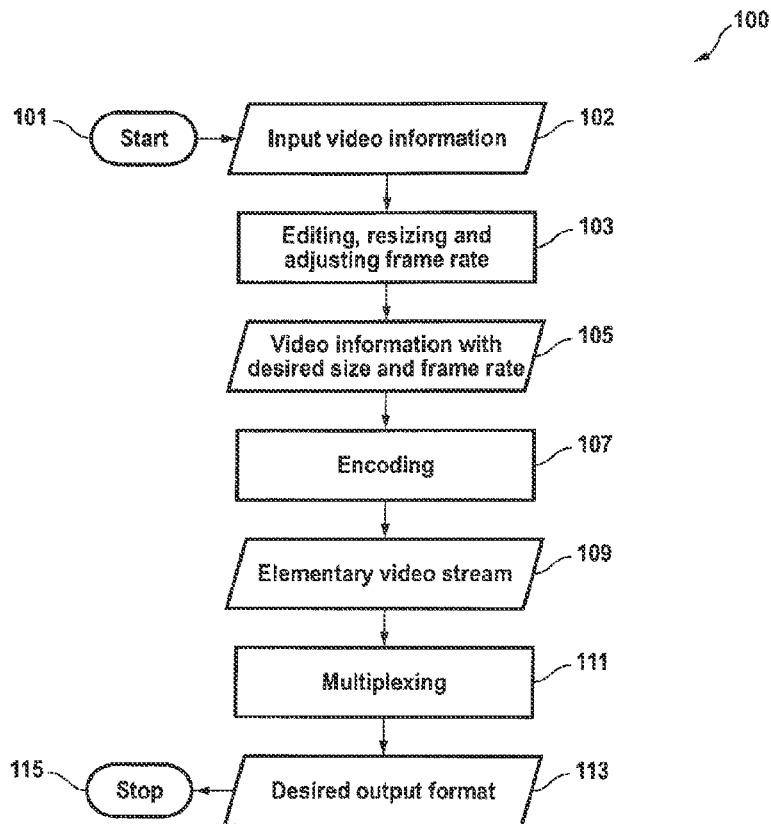 100
101
Start
Input video information
102
Editing, resizing and
adjusting frame rate
103
Video information with
desired size and frame rate
105
Encoding
107
Elementary video stream
109
Multiplexing
111
115
Stop
Desired output format
113